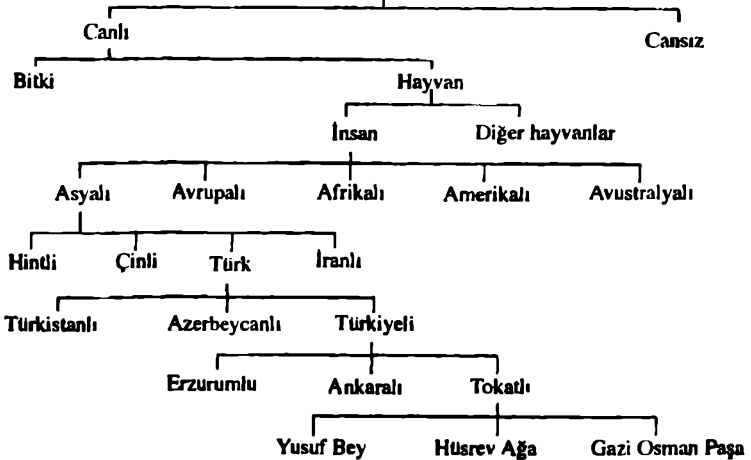 Canlı Cansız
Bitki Hayvan
İnsan Diğer hayvanlar
Asyalı Avrupalı Afrikalı Amerikalı Avustralyalı
Hintli Çinli Türk İranlı
Türkistanlı Azerbeycanlı Türkiyeli
Erzurumlu Ankaralı Tokatlı
Yusuf Bey Hüsrev Ağa Gazi Osman Paşa